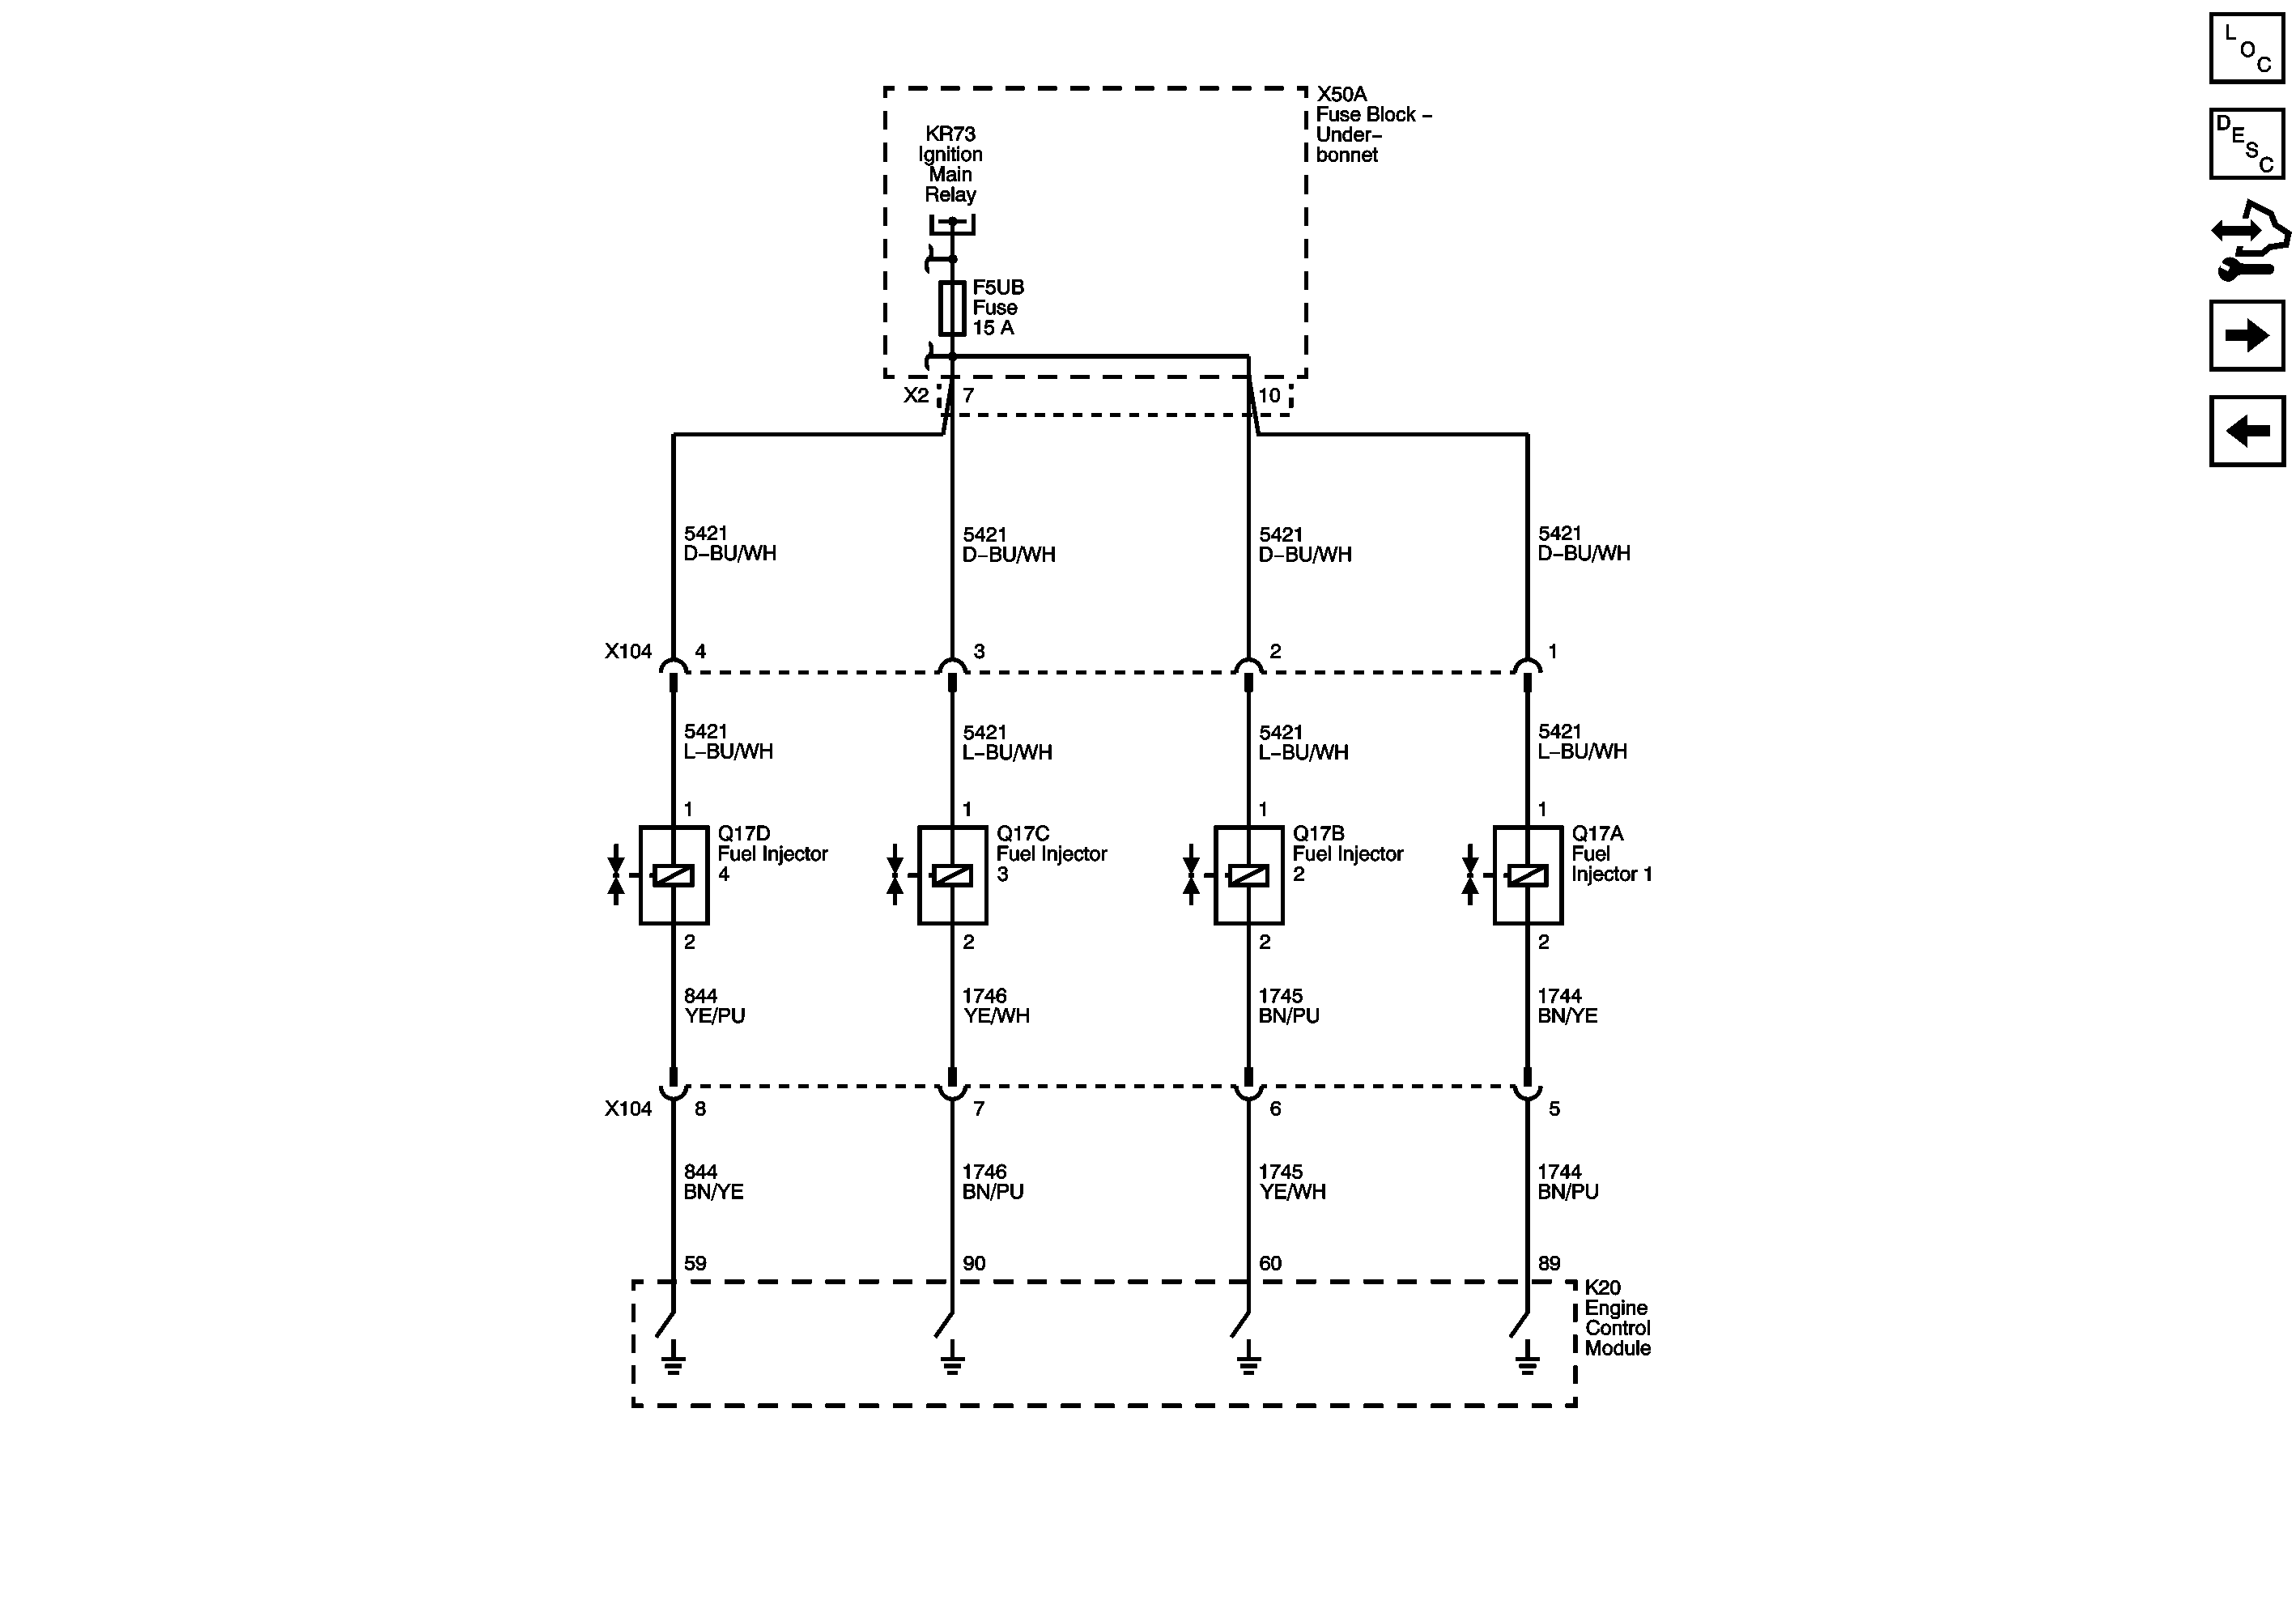 L
O
C
D
E
S
C
X50A
Fuse Block –
Under–
bonnet
KR73
Ignition
Main
Relay
F5UB
Fuse
15 A
X2
7
10
5421
D–BU/WH
5421
D–BU/WH
5421
D–BU/WH
5421
D–BU/WH
X104
4
3
2
1
5421
L–BU/WH
5421
L–BU/WH
5421
L–BU/WH
5421
L–BU/WH
1
1
1
1
Q17D
Fuel Injector
4
Q17C
Fuel Injector
3
Q17B
Fuel Injector
2
Q17A
Fuel
Injector 1
2
2
2
2
844
YE/PU
1746
YE/WH
1745
BN/PU
1744
BN/YE
X104
8
7
6
5
844
BN/YE
1746
BN/PU
1745
YE/WH
1744
BN/PU
59
90
60
89
K20
Engine
Control
Module